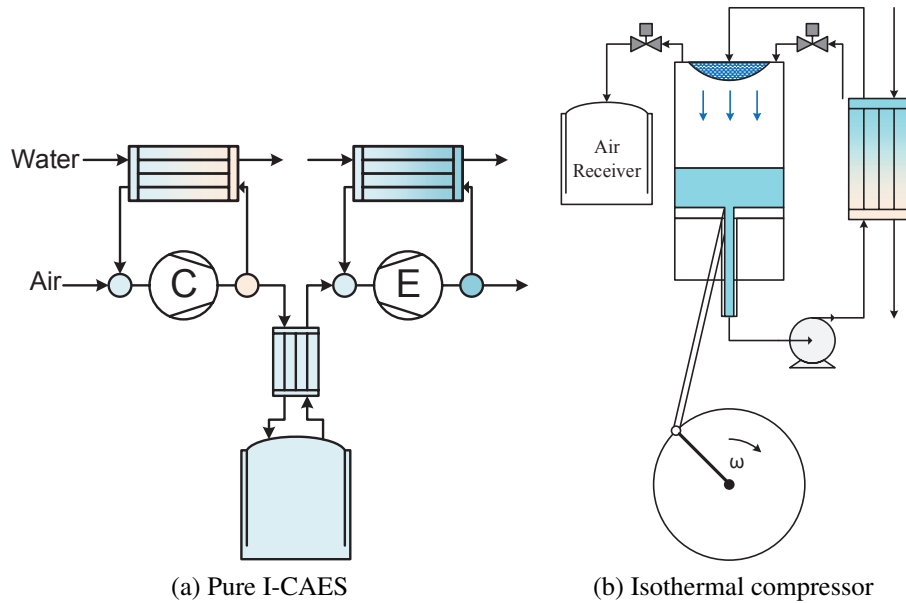 Water
Air
C
E
(a) Pure I-CAES
Air
Receiver
ω
(b) Isothermal compressor